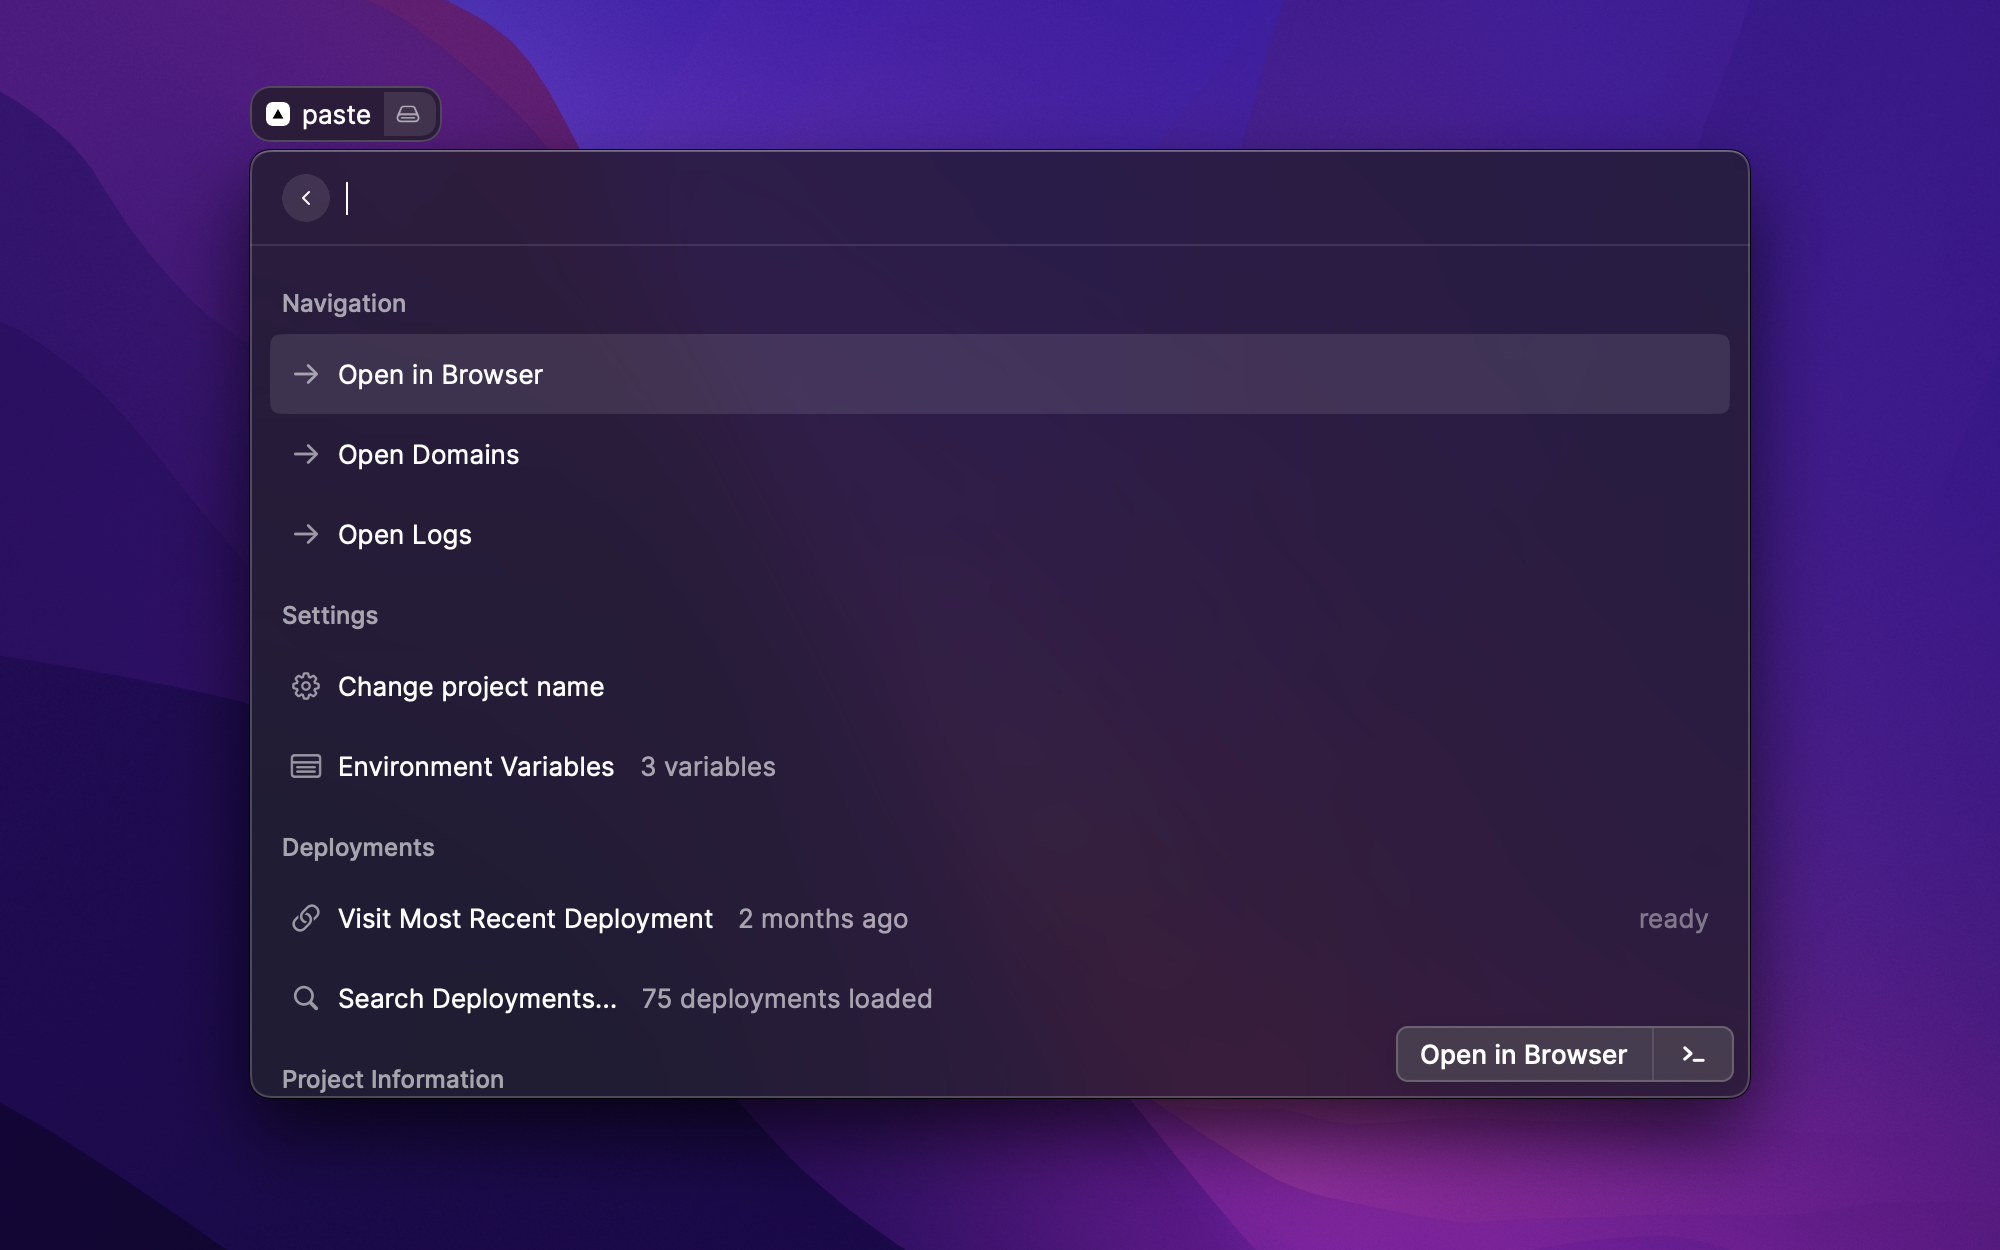 paste
Navigation
Open in Browser
Open Domains
Open Logs
Settings
Change project name
Environment Variables 3 variables
Deployments
Visit Most Recent Deployment 2 months ago ready
Search Deployments... 75 deployments loaded
Project Information
Open in Browser